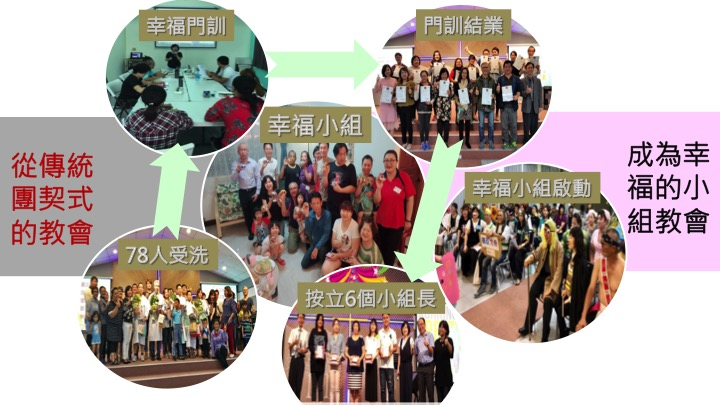 幸福門訓
門訓結業
幸福小組
從傳統
團契式
的教會
成為幸
福的小
組教會
幸福小組啟動
78人受洗
按立6個小組長